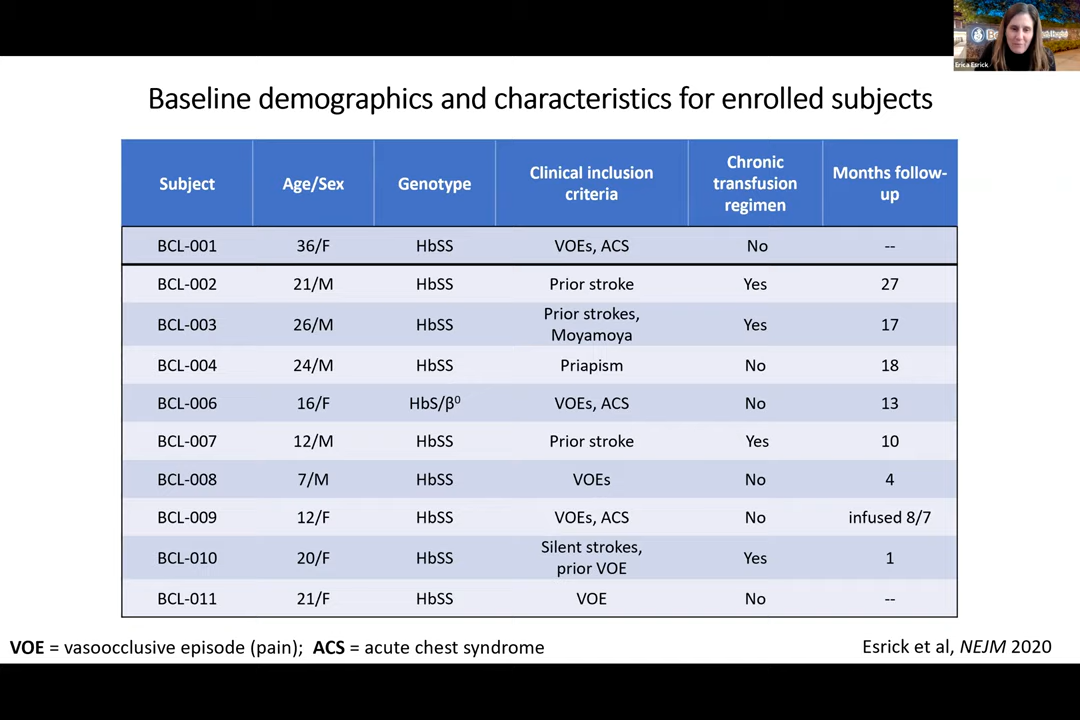 Erica Esrick
Baseline demographics and characteristics for enrolled subjects
Subject Age/Sex Genotype Clinical inclusion criteria Chronic transfusion regimen Months follow-up
BCL-001 36/F HbSS VOEs, ACS No --
BCL-002 21/M HbSS Prior stroke Yes 27
BCL-003 26/M HbSS Prior strokes, Moyamoya Yes 17
BCL-004 24/M HbSS Priapism No 18
BCL-006 16/F HbS/β⁰ VOEs, ACS No 13
BCL-007 12/M HbSS Prior stroke Yes 10
BCL-008 7/M HbSS VOEs No 4
BCL-009 12/F HbSS VOEs, ACS No infused 8/7
BCL-010 20/F HbSS Silent strokes, prior VOE Yes 1
BCL-011 21/F HbSS VOE No --
VOE = vasoocclusive episode (pain); ACS = acute chest syndrome
Esrick et al, NEJM 2020